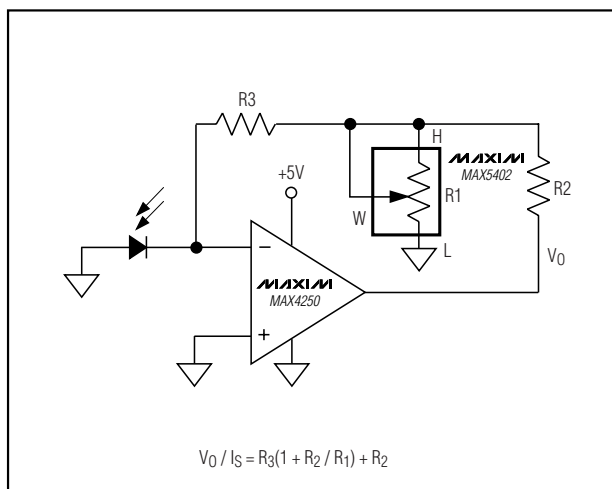 R3
H
MAXIM
MAX5402
+5V
R1
R2
W
L
V₀
−
MAXIM
MAX4250
+
V₀ / Iₛ = R₃(1 + R₂ / R₁) + R₂